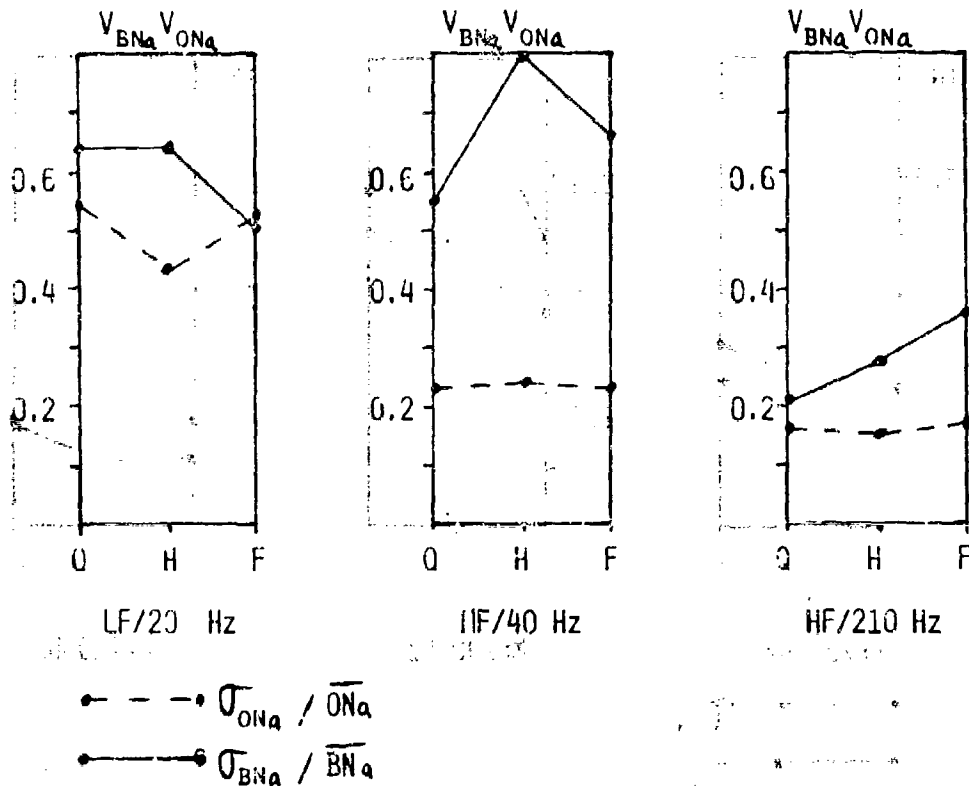 V_BNa V_ONa V_BNa V_ONa V_BNa V_ONa
0.6 0.6 0.6
0.4 0.4 0.4
0.2 0.2 0.2
Q H F Q H F Q H F
LF/20 Hz MF/40 Hz HF/210 Hz
σ_ONa / ONa
σ_BNa / BNa